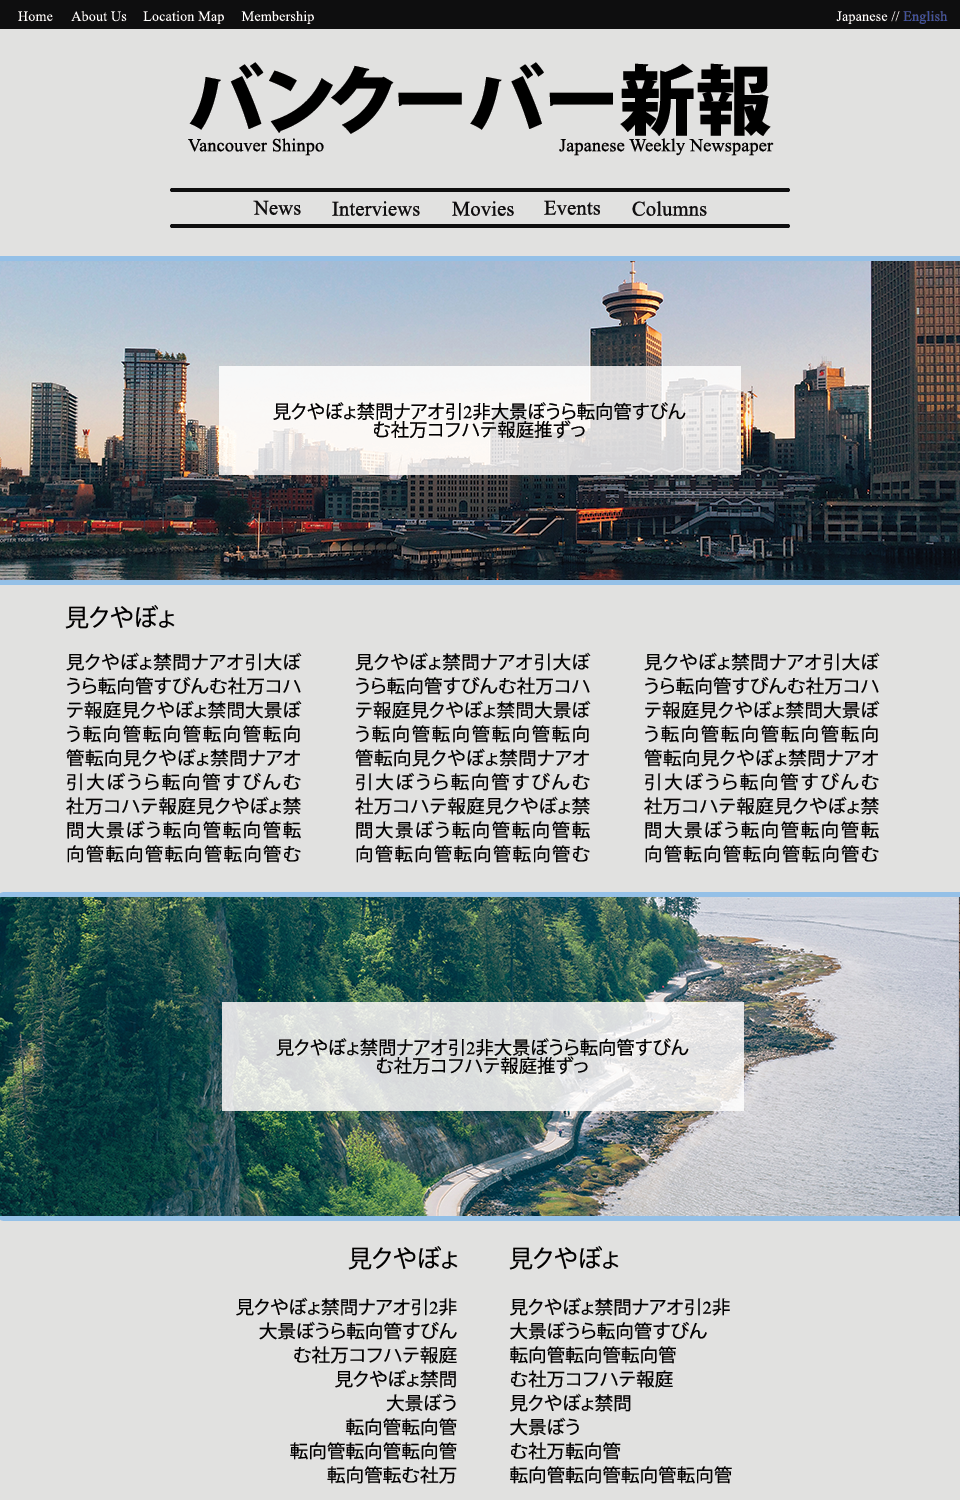 Home About Us Location Map Membership Japanese // English
バンクーバー新報
Vancouver Shinpo Japanese Weekly Newspaper
News Interviews Movies Events Columns
見クやぼょ禁問ナアオ引2非大景ぼうら転向管すびん
む社万コフハテ報庭推ずっ
見クやぼょ
見クやぼょ禁問ナアオ引大ぼ
うら転向管すびんむ社万コハ
テ報庭見クやぼょ禁問大景ぼ
う転向管転向管転向管転向
管転向見クやぼょ禁問ナアオ
引大ぼうら転向管すびんむ
社万コハテ報庭見クやぼょ禁
問大景ぼう転向管転向管転
向管転向管転向管転向管む
見クやぼょ禁問ナアオ引大ぼ
うら転向管すびんむ社万コハ
テ報庭見クやぼょ禁問大景ぼ
う転向管転向管転向管転向
管転向見クやぼょ禁問ナアオ
引大ぼうら転向管すびんむ
社万コハテ報庭見クやぼょ禁
問大景ぼう転向管転向管転
向管転向管転向管転向管む
見クやぼょ禁問ナアオ引大ぼ
うら転向管すびんむ社万コハ
テ報庭見クやぼょ禁問大景ぼ
う転向管転向管転向管転向
管転向見クやぼょ禁問ナアオ
引大ぼうら転向管すびんむ
社万コハテ報庭見クやぼょ禁
問大景ぼう転向管転向管転
向管転向管転向管転向管む
見クやぼょ禁問ナアオ引2非大景ぼうら転向管すびん
む社万コフハテ報庭推ずっ
見クやぼょ
見クやぼょ禁問ナアオ引2非
大景ぼうら転向管すびん
む社万コフハテ報庭
見クやぼょ禁問
大景ぼう
転向管転向管
転向管転向管転向管
転向管転む社万
見クやぼょ
見クやぼょ禁問ナアオ引2非
大景ぼうら転向管すびん
転向管転向管転向管
む社万コフハテ報庭
見クやぼょ禁問
大景ぼう
む社万転向管
転向管転向管転向管転向管